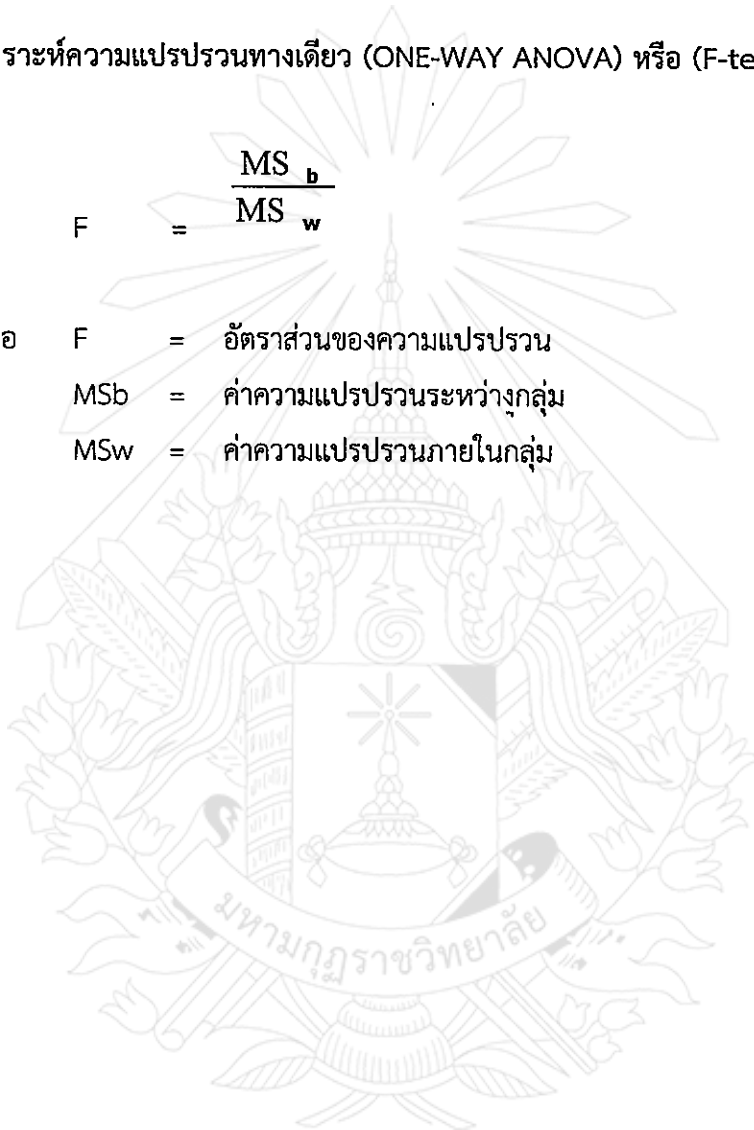 ราะห์ความแปรปรวนทางเดียว (ONE-WAY ANOVA) หรือ (F-te
MS b
F = MS w
อ F = อัตราส่วนของความแปรปรวน
MSb = ค่าความแปรปรวนระหว่างกลุ่ม
MSw = ค่าความแปรปรวนภายในกลุ่ม
มหามกุฏราชวิทยาลัย